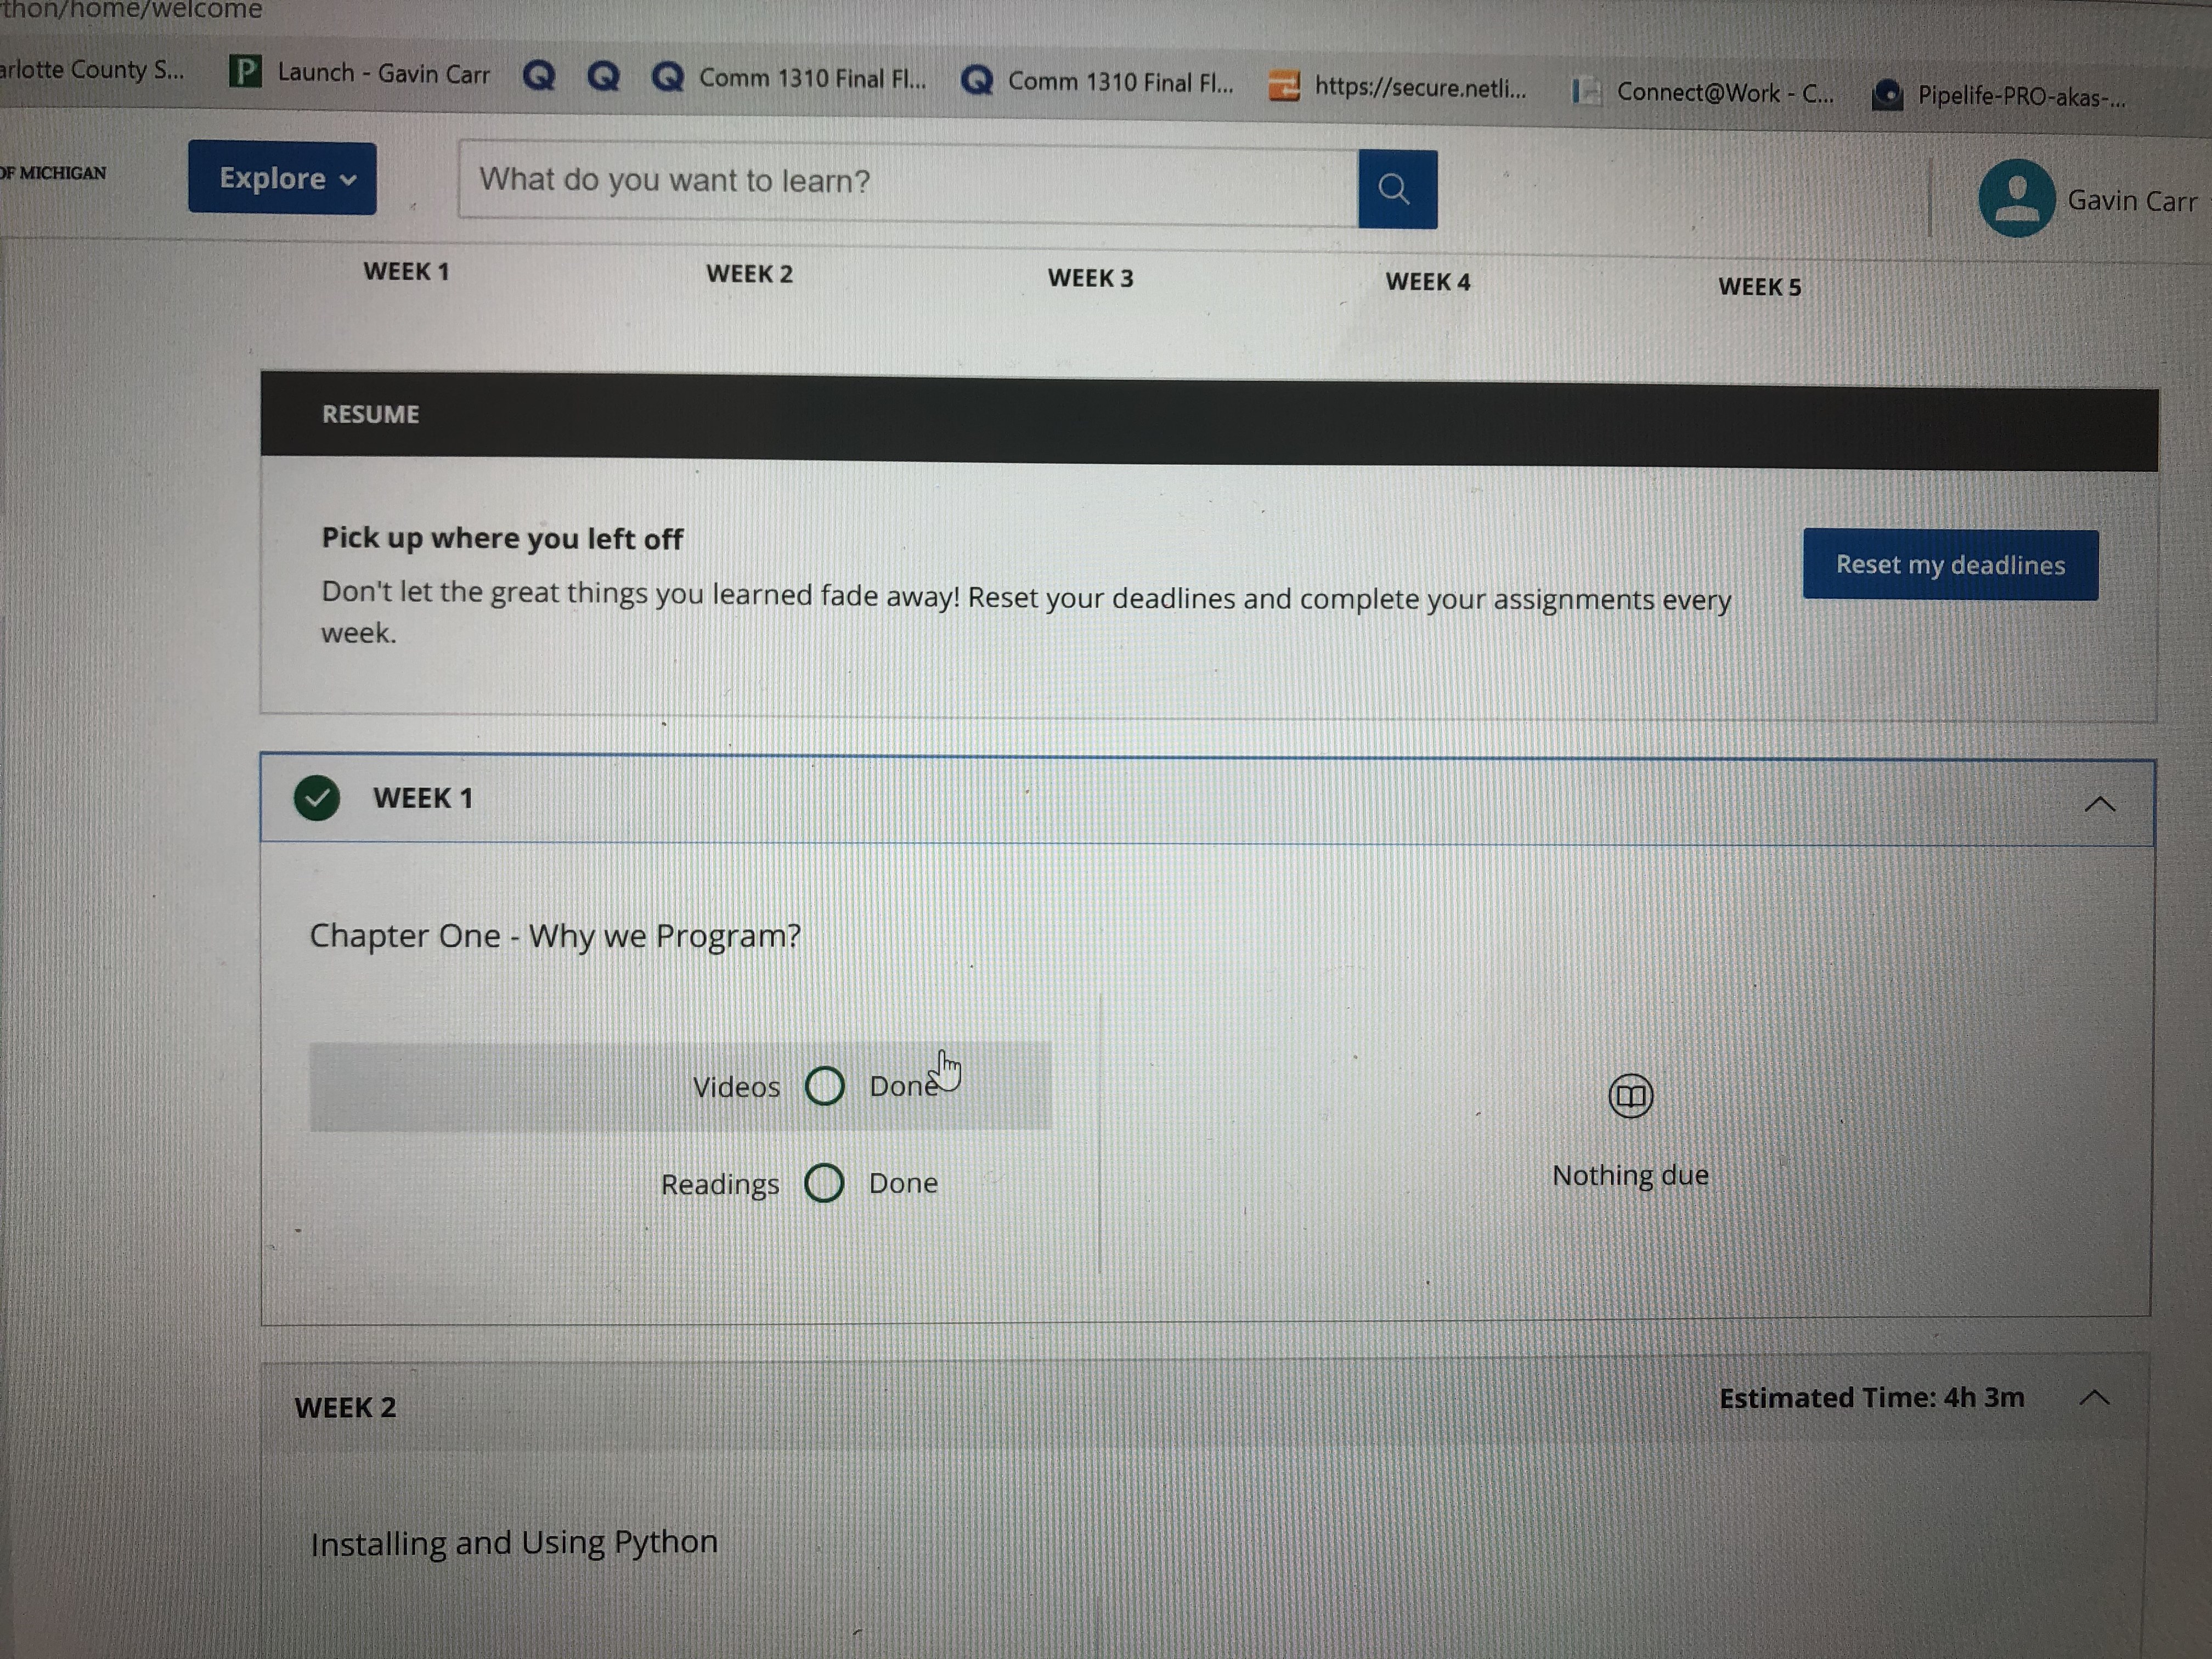 thon/home/welcome
arlotte County S... Launch - Gavin Carr Comm 1310 Final Fl... Comm 1310 Final Fl... https://secure.netli... Connect@Work - C... Pipelife-PRO-akas-...
OF MICHIGAN Explore What do you want to learn? Gavin Carr
WEEK 1 WEEK 2 WEEK 3 WEEK 4 WEEK 5
RESUME
Pick up where you left off
Reset my deadlines
Don't let the great things you learned fade away! Reset your deadlines and complete your assignments every
week.
WEEK 1
Chapter One - Why we Program?
Videos Done
Readings Done
Nothing due
WEEK 2 Estimated Time: 4h 3m
Installing and Using Python